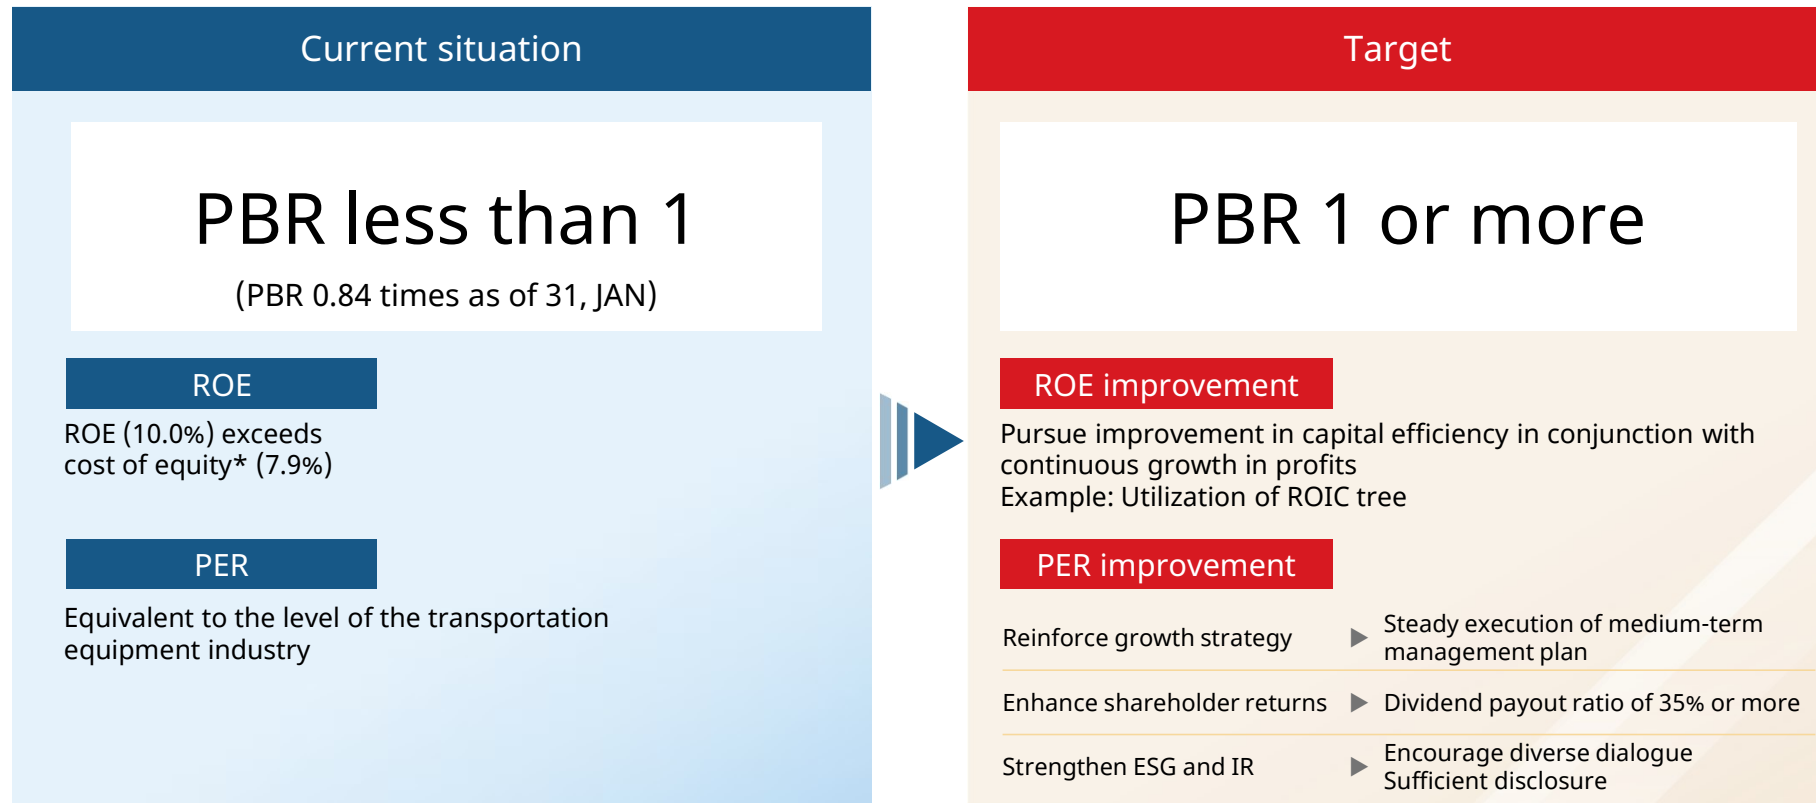 Current situation
PBR less than 1
(PBR 0.84 times as of 31, JAN)
ROE
ROE (10.0%) exceeds
cost of equity* (7.9%)
PER
Equivalent to the level of the transportation
equipment industry
Target
PBR 1 or more
ROE improvement
Pursue improvement in capital efficiency in conjunction with
continuous growth in profits
Example: Utilization of ROIC tree
PER improvement
Reinforce growth strategy
Steady execution of medium-term
management plan
Enhance shareholder returns
Dividend payout ratio of 35% or more
Strengthen ESG and IR
Encourage diverse dialogue
Sufficient disclosure